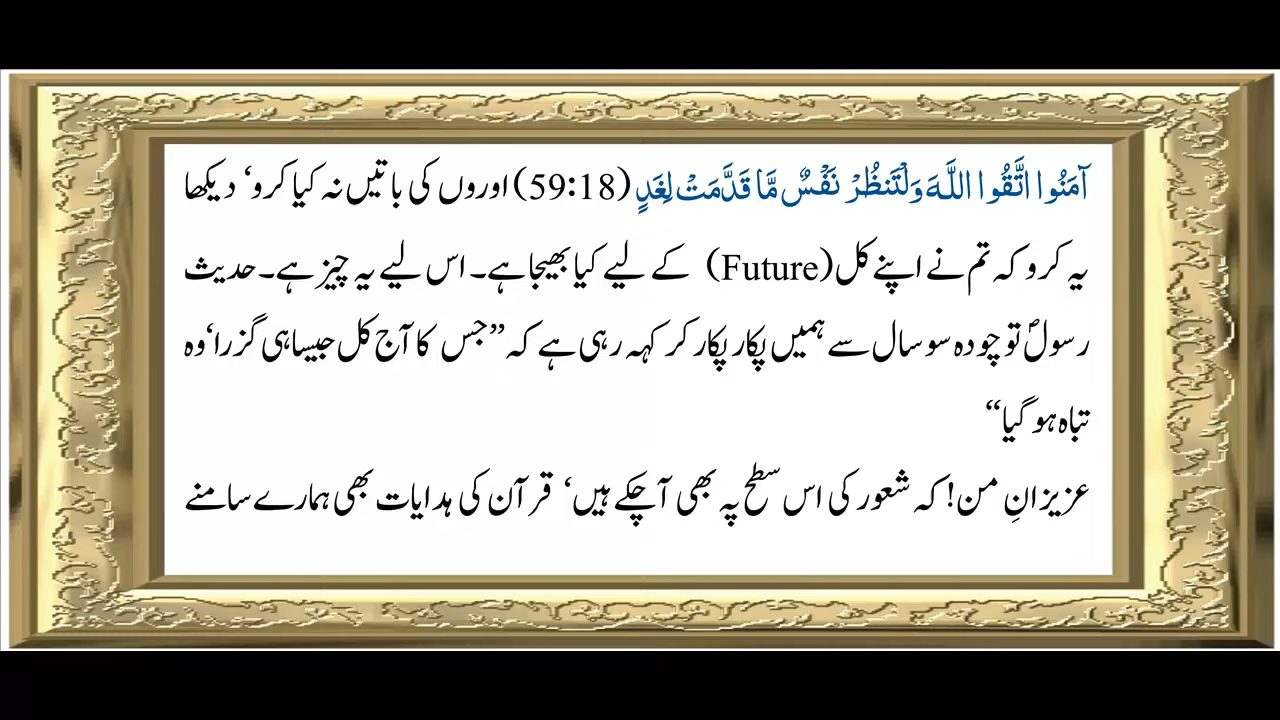 آمَنُوا اتَّقُوا اللَّهَ وَلْتَنظُرْ نَفْسٌ مَّا قَدَّمَتْ لِغَدٍ (59:18) اوروں کی باتیں نہ کیا کرو‘ دیکھا
یہ کرو کہ تم نے اپنے کل(Future) کے لیے کیا بھیجا ہے۔ اس لیے یہ چیز ہے۔ حدیث
رسولؐ تو چودہ سو سال سے ہمیں پکار پکار کر کہہ رہی ہے کہ ’’جس کا آج کل جیسا ہی گزرا‘ وہ
تباہ ہو گیا‘‘
عزیزانِ من! کہ شعور کی اس سطح پہ بھی آ چکے ہیں‘ قرآن کی ہدایات بھی ہمارے سامنے